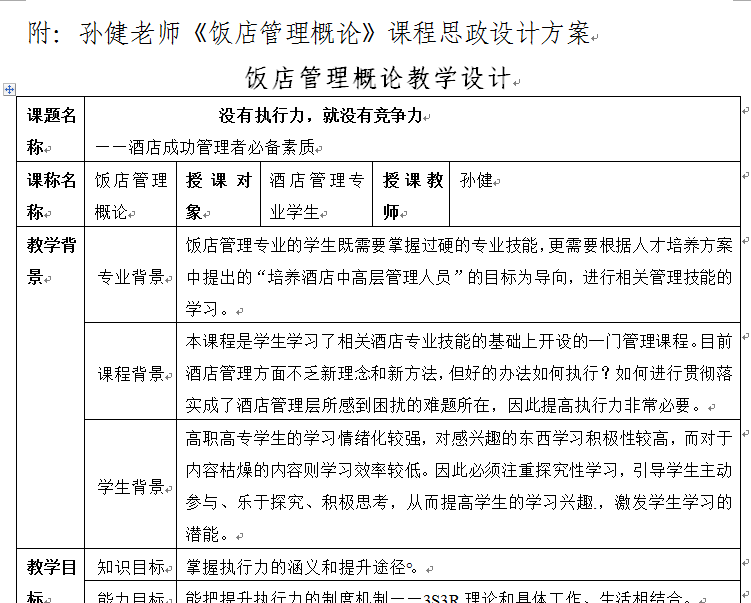 附：孙健老师《饭店管理概论》课程思政设计方案
饭店管理概论教学设计
课题名称
没有执行力，就没有竞争力
——酒店成功管理者必备素质
课称名称
饭店管理概论
授课对象
酒店管理专业学生
授课教师
孙健
教学背景
专业背景
饭店管理专业的学生既需要掌握过硬的专业技能，更需要根据人才培养方案
中提出的“培养酒店中高层管理人员”的目标为导向，进行相关管理技能的
学习。
课程背景
本课程是学生学习了相关酒店专业技能的基础上开设的一门管理课程。目前
酒店管理方面不乏新理念和新方法，但好的办法如何执行？如何进行贯彻落
实成了酒店管理层所感到困扰的难题所在，因此提高执行力非常必要。
学生背景
高职高专学生的学习情绪化较强，对感兴趣的东西学习积极性较高，而对于
内容枯燥的内容则学习效率较低。因此必须注重探究性学习，引导学生主动
参与、乐于探究、积极思考，从而提高学生的学习兴趣.，激发学生学习的
潜能。
教学目标
知识目标
掌握执行力的涵义和提升途径。
能力目标
能把提升执行力的制度机制——3S3R 理论和具体工作、生活相结合。